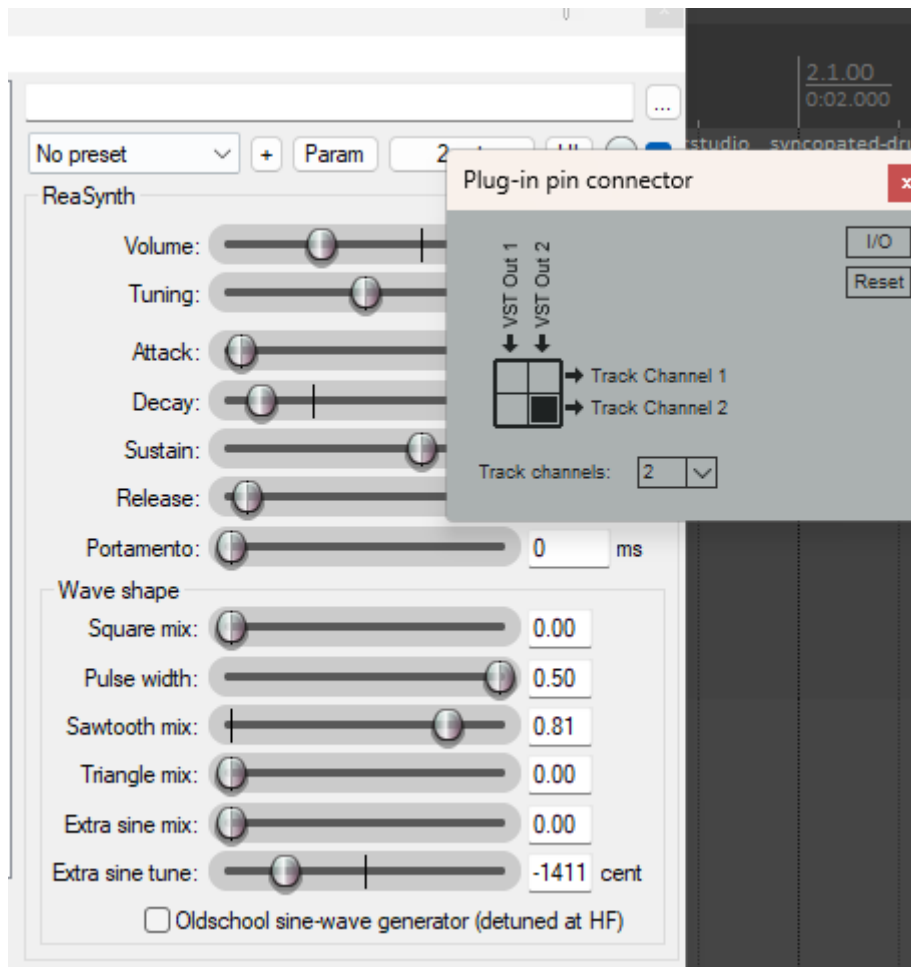 2.1.00
0:02.000
...
No preset
+
Param
2
syncopated-dru
Plug-in pin connector
x
ReaSynth
I/O
Reset
VST Out 1
VST Out 2
Volume:
Tuning:
Attack:
Track Channel 1
Decay:
Track Channel 2
Sustain:
Track channels: 2
Release:
Portamento: 0 ms
Wave shape
Square mix: 0.00
Pulse width: 0.50
Sawtooth mix: 0.81
Triangle mix: 0.00
Extra sine mix: 0.00
Extra sine tune: -1411 cent
Oldschool sine-wave generator (detuned at HF)